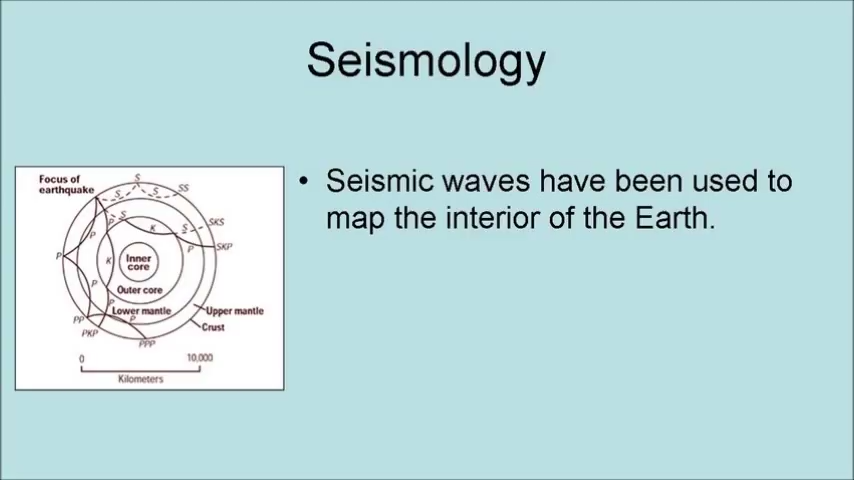 Seismology
• Seismic waves have been used to
map the interior of the Earth.
Focus of
earthquake
S
S
S
SS
P
S
K
S
SKS
P
P
SKP
P
K
Inner
core
P
Outer core
P
Lower mantle
Upper mantle
PP
P
Crust
PKP
PPP
0
10,000
Kilometers